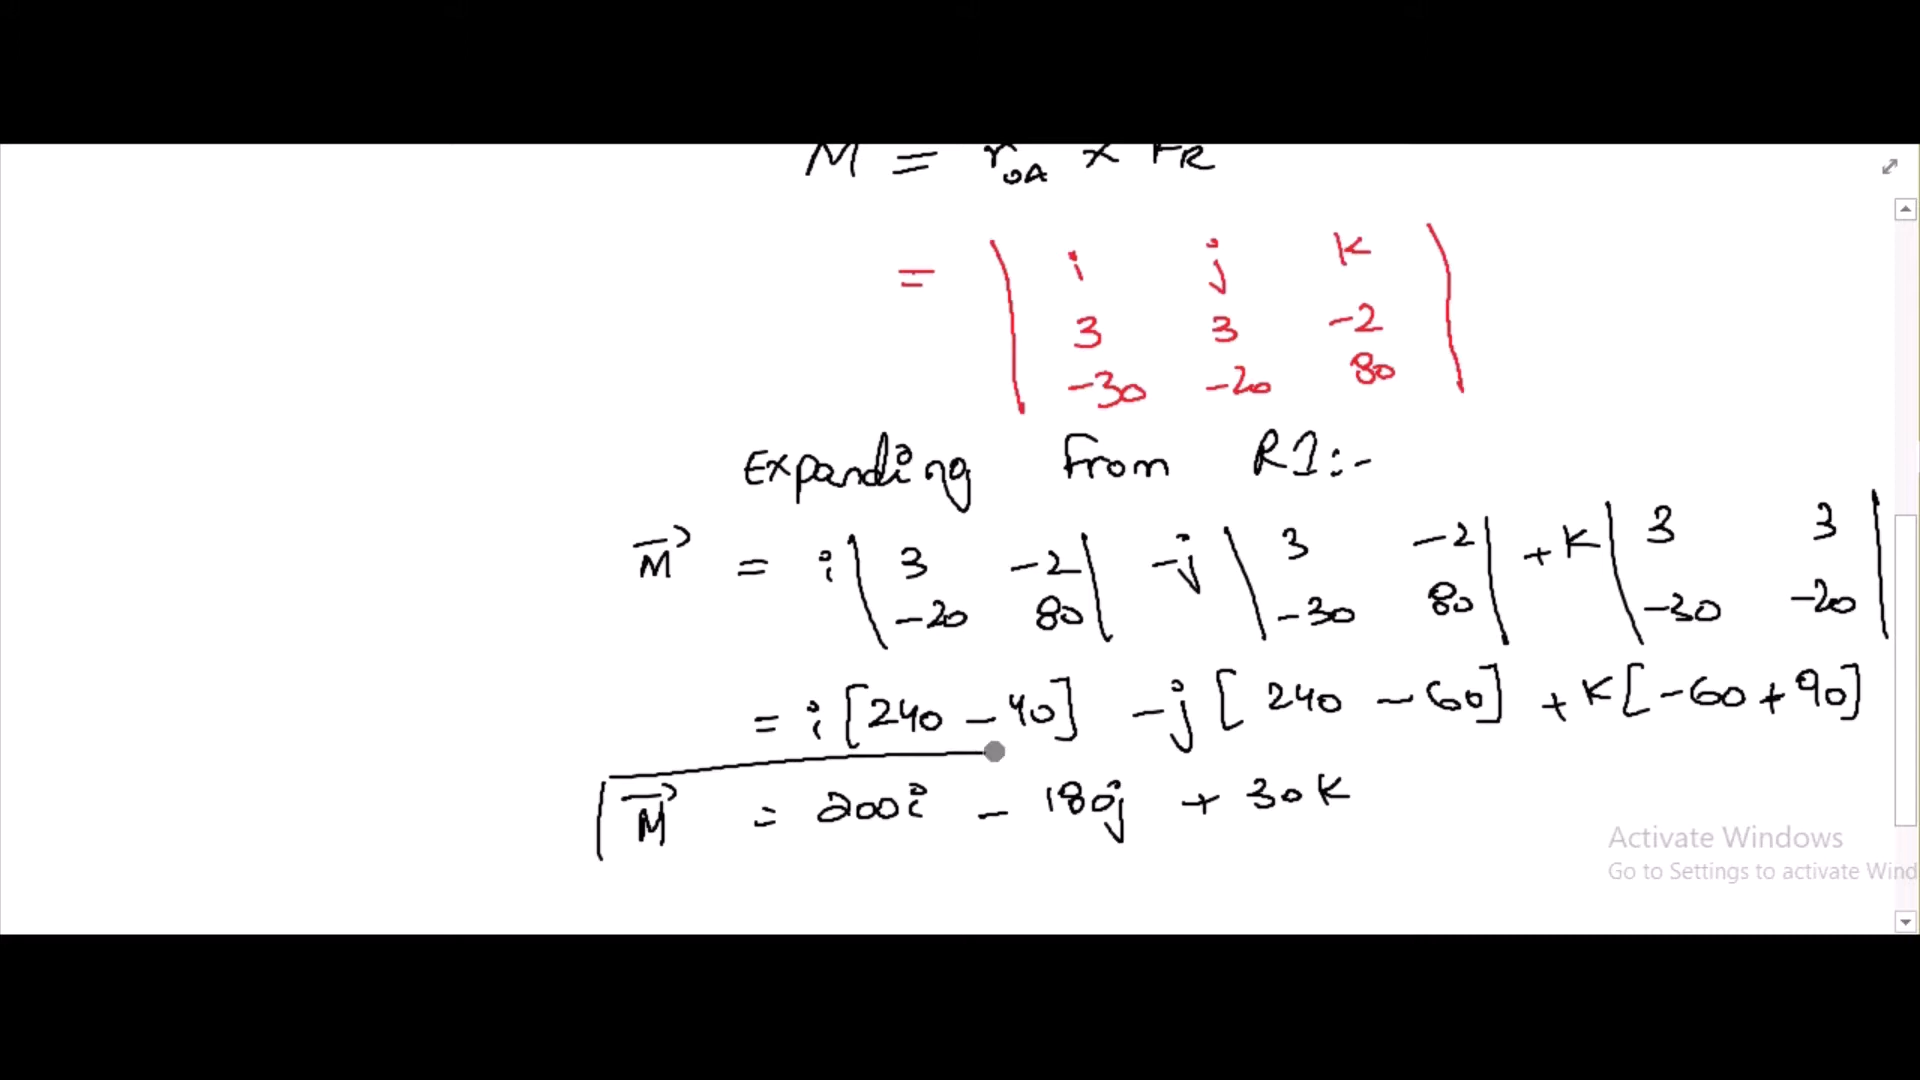 M = rOA × FR
= | i j k |
| 3 3 -2 |
| -30 -20 80 |
Expanding From R1:-
M⃗ = i | 3 -2 | -j | 3 -2 | + k | 3 3 |
| -20 80 | | -30 80 | | -30 -20 |
= i [240 - 40] -j [240 - 60] + k [-60 + 90]
M⃗ = 200i - 180j + 30k
Activate Windows
Go to Settings to activate Wind